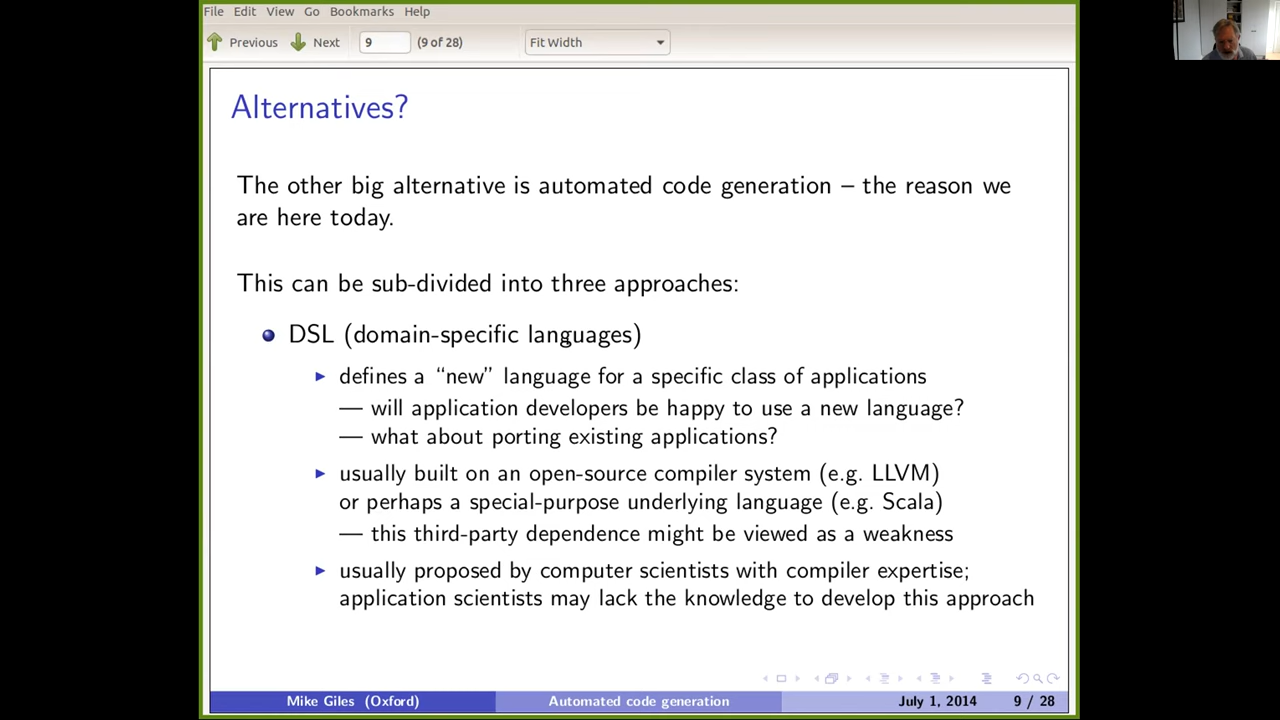 File Edit View Go Bookmarks Help
Previous Next 9 (9 of 28) Fit Width
Alternatives?
The other big alternative is automated code generation – the reason we
are here today.
This can be sub-divided into three approaches:
DSL (domain-specific languages)
defines a “new” language for a specific class of applications
— will application developers be happy to use a new language?
— what about porting existing applications?
usually built on an open-source compiler system (e.g. LLVM)
or perhaps a special-purpose underlying language (e.g. Scala)
— this third-party dependence might be viewed as a weakness
usually proposed by computer scientists with compiler expertise;
application scientists may lack the knowledge to develop this approach
Mike Giles (Oxford) Automated code generation July 1, 2014 9 / 28